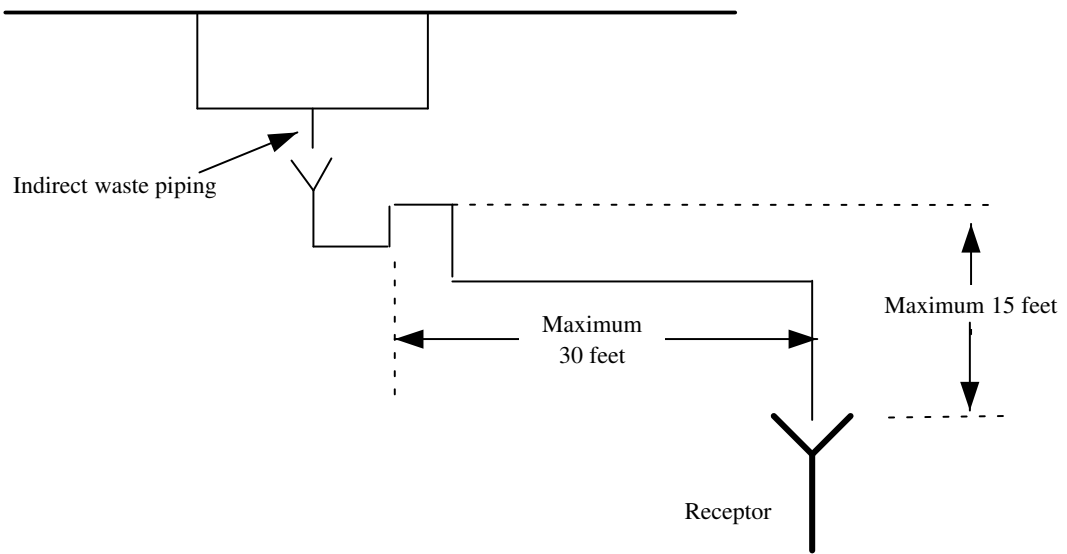 Indirect waste piping
Maximum 15 feet
Maximum
30 feet
Receptor